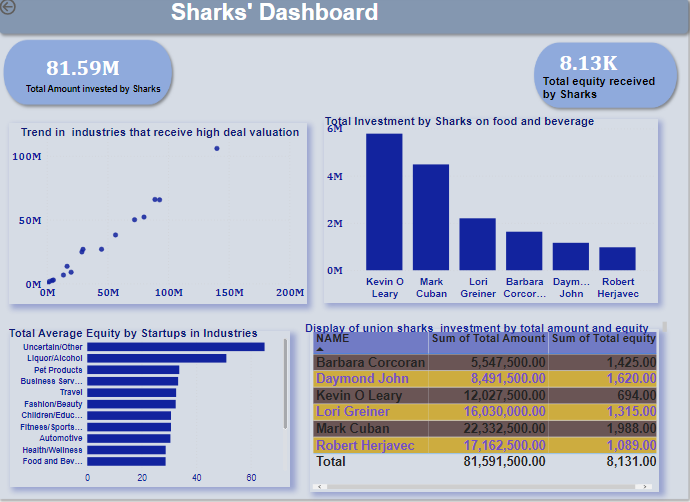 Sharks' Dashboard
81.59M
Total Amount invested by Sharks
8.13K
Total equity received
by Sharks
Trend in industries that receive high deal valuation
100M
50M
0M
0M 50M 100M 150M 200M
Total Investment by Sharks on food and beverage
6M
4M
2M
0M
Kevin O Mark Lori Barbara Daym... Robert
Leary Cuban Greiner Corcor... John Herjavec
Total Average Equity by Startups in Industries
Uncertain/Other
Liquor/Alcohol
Pet Products
Business Serv...
Travel
Fashion/Beauty
Children/Educ...
Fitness/Sports...
Automotive
Health/Wellness
Food and Bev...
0 20 40 60
Display of union sharks investment by total amount and equity
NAME Sum of Total Amount Sum of Total equity
Barbara Corcoran 5,547,500.00 1,425.00
Daymond John 8,491,500.00 1,620.00
Kevin O Leary 12,027,500.00 694.00
Lori Greiner 16,030,000.00 1,315.00
Mark Cuban 22,332,500.00 1,988.00
Robert Herjavec 17,162,500.00 1,089.00
Total 81,591,500.00 8,131.00